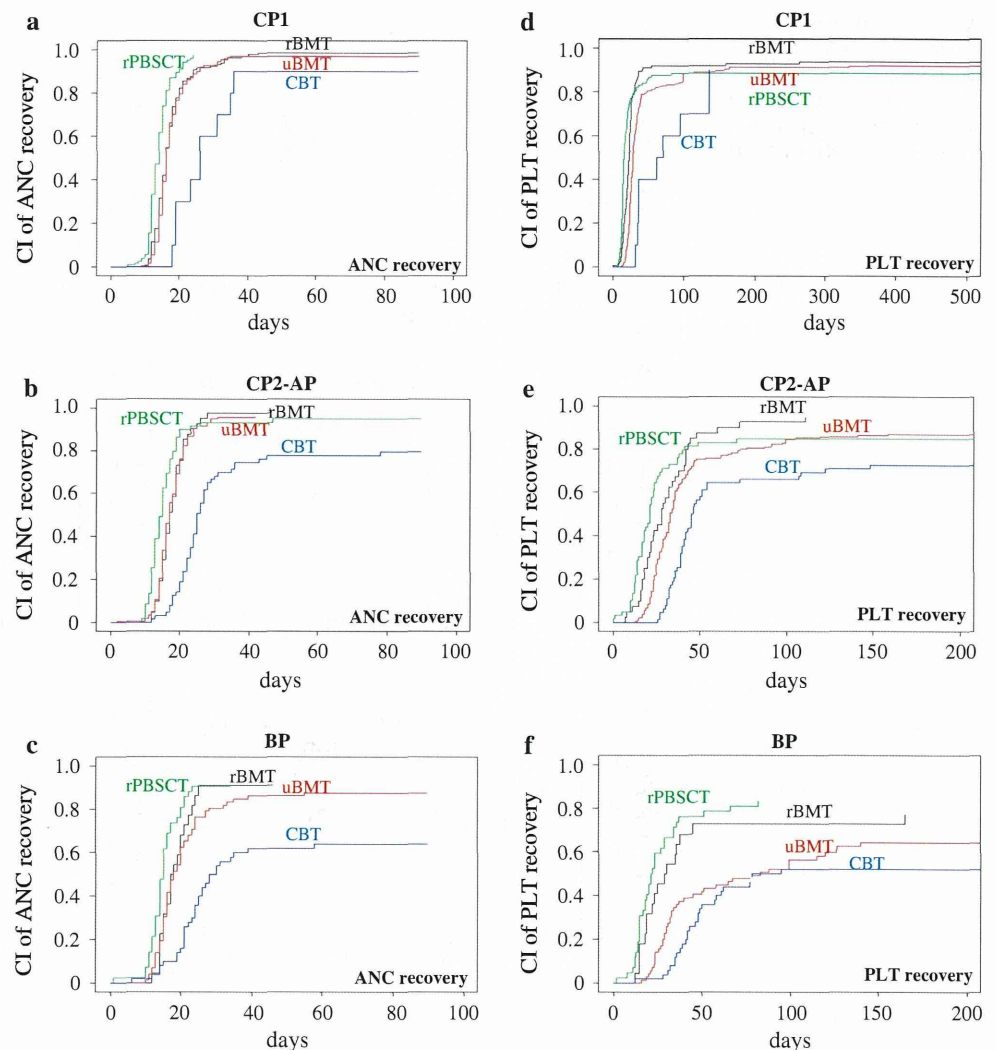 a
CP1
CI of ANC recovery
1.0
0.8
0.6
0.4
0.2
0
rPBSCT
rBMT
uBMT
CBT
ANC recovery
0 20 40 60 80 100
days
d
CP1
CI of PLT recovery
1.0
0.8
0.6
0.4
0.2
0
rBMT
uBMT
rPBSCT
CBT
PLT recovery
0 100 200 300 400 500
days
b
CP2-AP
CI of ANC recovery
1.0
0.8
0.6
0.4
0.2
0
rPBSCT
rBMT
uBMT
CBT
ANC recovery
0 20 40 60 80 100
days
e
CP2-AP
CI of PLT recovery
1.0
0.8
0.6
0.4
0.2
0
rBMT
uBMT
rPBSCT
CBT
PLT recovery
0 50 100 150 200
days
c
BP
CI of ANC recovery
1.0
0.8
0.6
0.4
0.2
0
rPBSCT
rBMT
uBMT
CBT
ANC recovery
0 20 40 60 80 100
days
f
BP
CI of PLT recovery
1.0
0.8
0.6
0.4
0.2
0
rPBSCT
rBMT
uBMT
CBT
PLT recovery
0 50 100 150 200
days